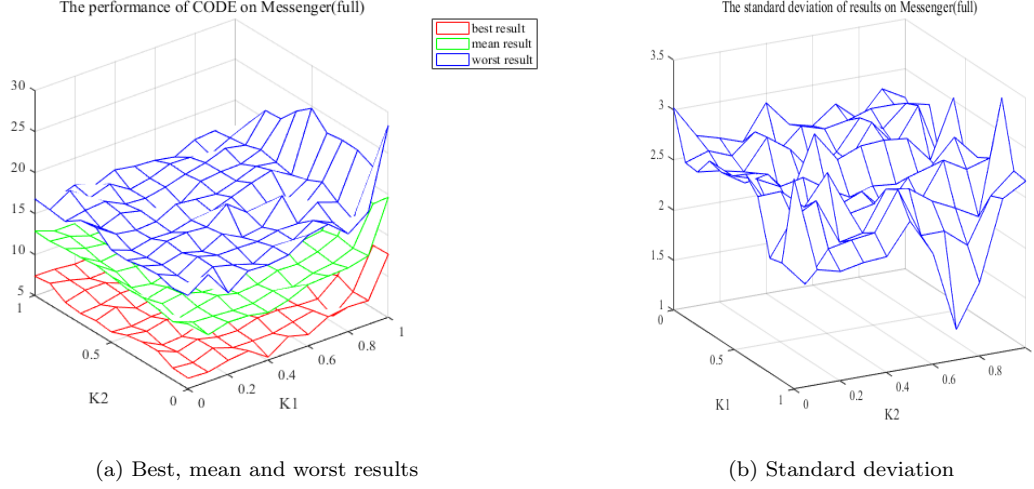 The performance of CODE on Messenger(full)
best result
mean result
worst result
30
25
20
15
10
5
1
0.5
0
K2
0
0.2
0.4
0.6
0.8
1
K1
(a) Best, mean and worst results
The standard deviation of results on Messenger(full)
3.5
3
2.5
2
1.5
1
0
0.5
1
K1
0
0.2
0.4
0.6
0.8
K2
(b) Standard deviation